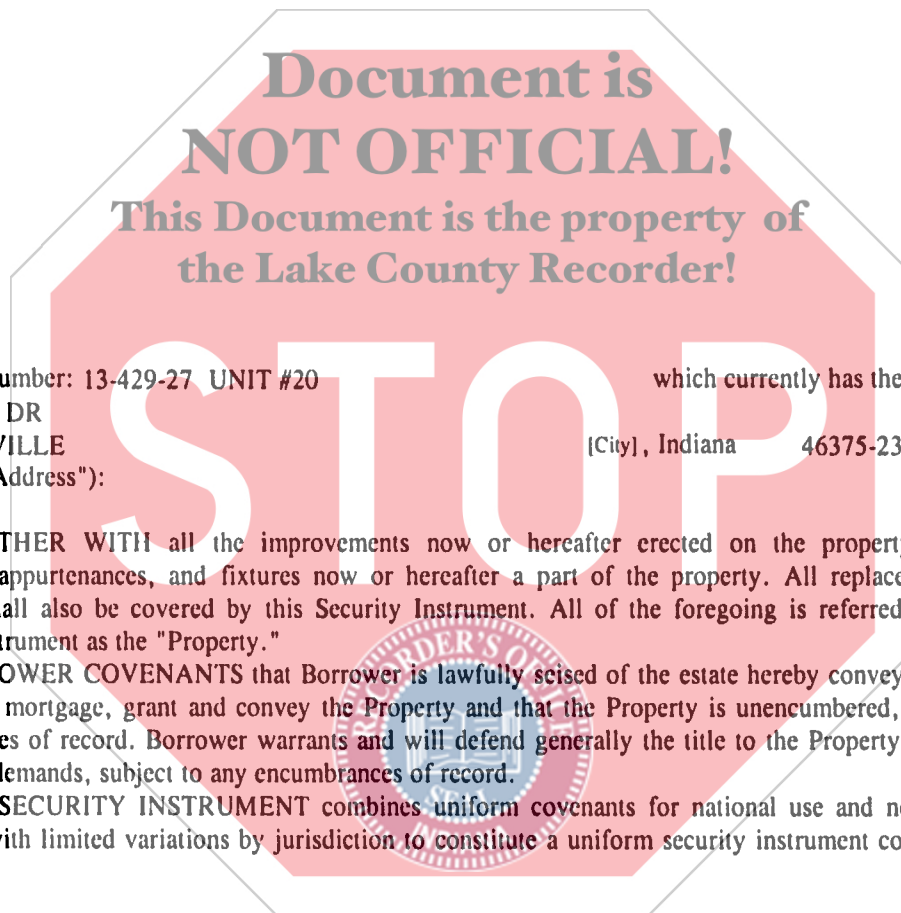 Document is
NOT OFFICIAL!
This Document is the property of
the Lake County Recorder!
STOP
umber: 13-429-27 UNIT #20 which currently has the
DR
VILLE [City], Indiana 46375-23
Address"):
THER WITH all the improvements now or hereafter erected on the propert
appurtenances, and fixtures now or hereafter a part of the property. All replace
all also be covered by this Security Instrument. All of the foregoing is referred
trument as the "Property."
OWER COVENANTS that Borrower is lawfully seised of the estate hereby convey
mortgage, grant and convey the Property and that the Property is unencumbered,
es of record. Borrower warrants and will defend generally the title to the Property
lemands, subject to any encumbrances of record.
SECURITY INSTRUMENT combines uniform covenants for national use and n
vith limited variations by jurisdiction to constitute a uniform security instrument co
RECORDER'S OFFICE
SEAL
INDIANA